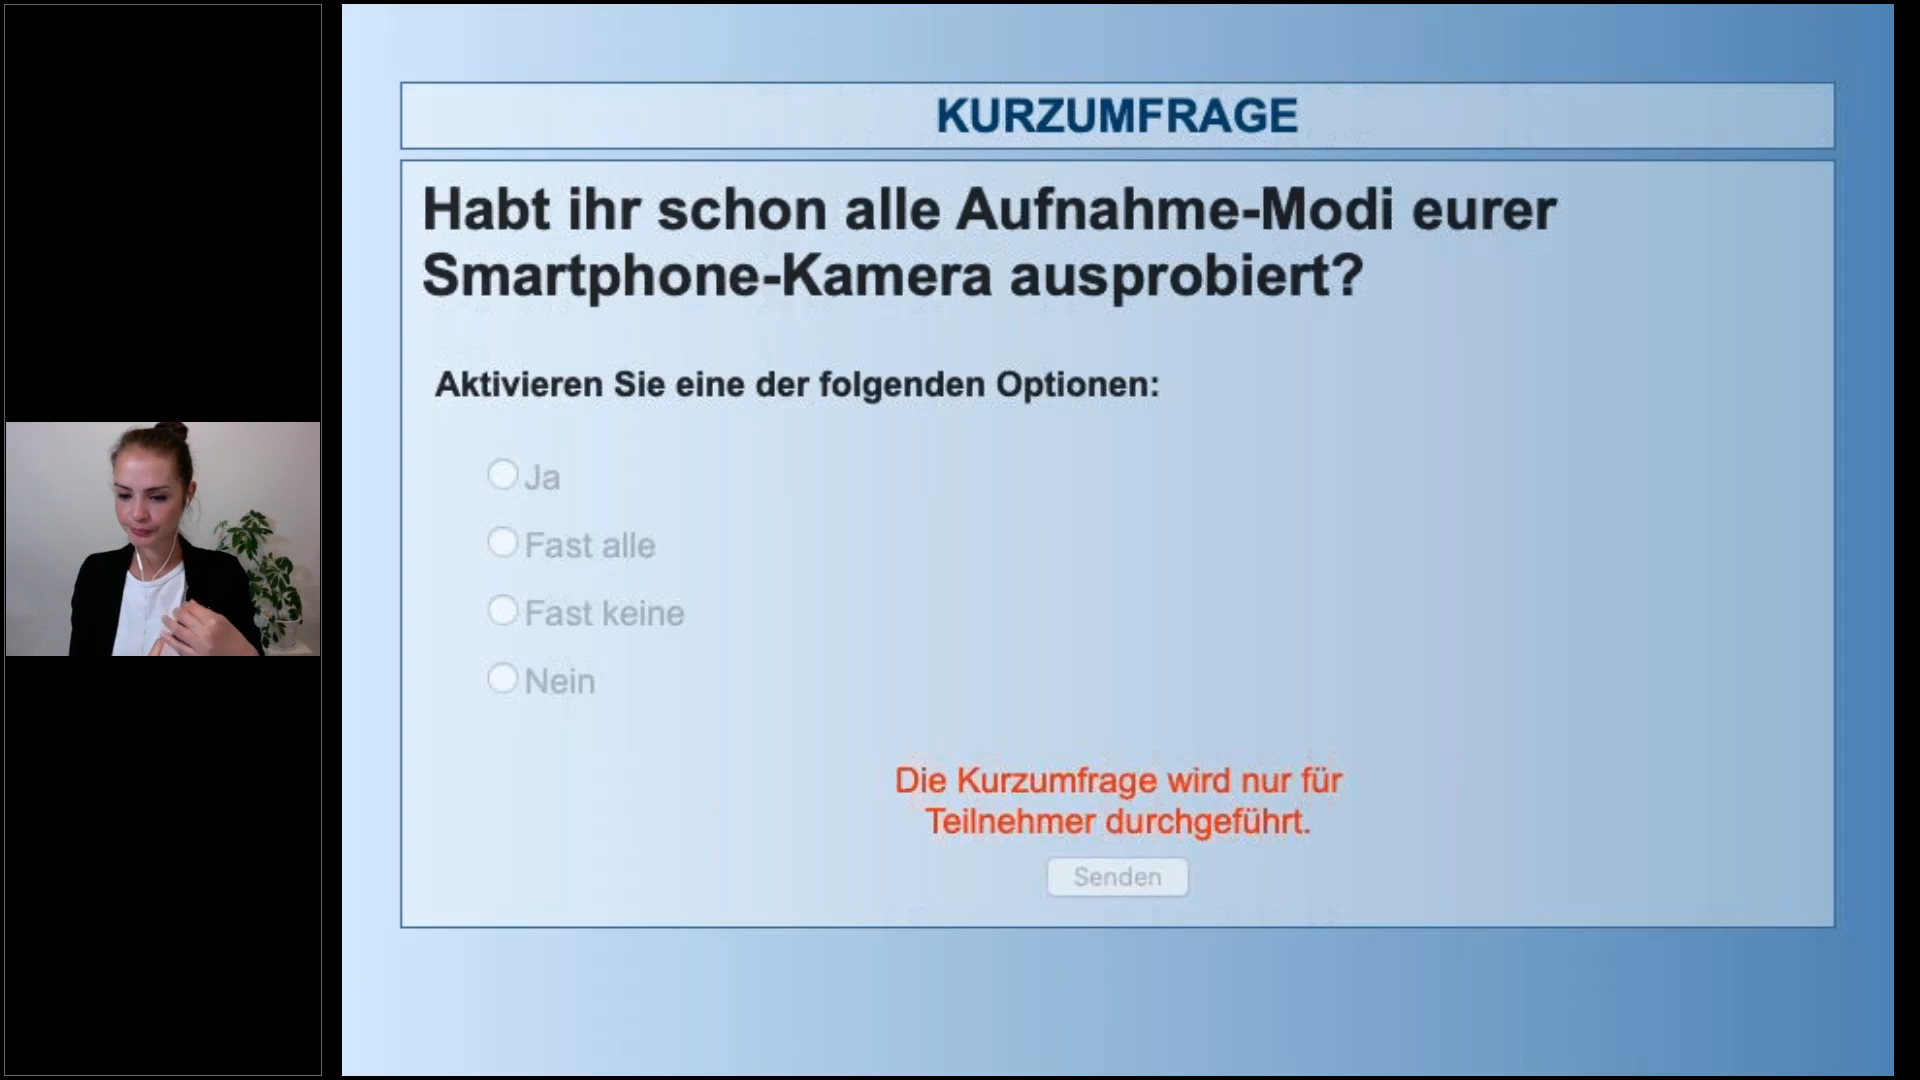 KURZUMFRAGE
Habt ihr schon alle Aufnahme-Modi eurer
Smartphone-Kamera ausprobiert?
Aktivieren Sie eine der folgenden Optionen:
Ja
Fast alle
Fast keine
Nein
Die Kurzumfrage wird nur für
Teilnehmer durchgeführt.
Senden